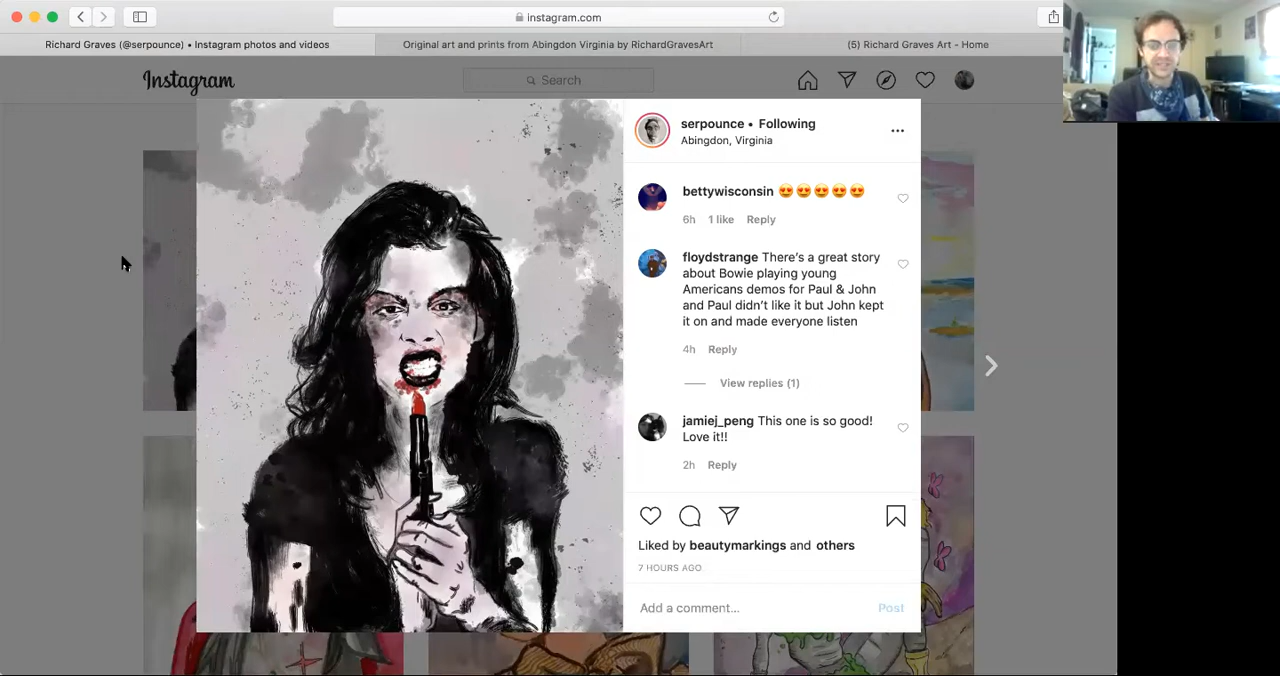 instagram.com
Richard Graves (@serpounce) • Instagram photos and videos
Original art and prints from Abingdon Virginia by RichardGravesArt
(5) Richard Graves Art - Home
Instagram
Search
serpounce • Following
Abingdon, Virginia
bettywisconsin 😍😍😍😍😍
6h 1 like Reply
floydstrange There's a great story
about Bowie playing young
Americans demos for Paul & John
and Paul didn't like it but John kept
it on and made everyone listen
4h Reply
View replies (1)
jamiej_peng This one is so good!
Love it!!
2h Reply
Liked by beautymarkings and others
7 HOURS AGO
Add a comment...
Post